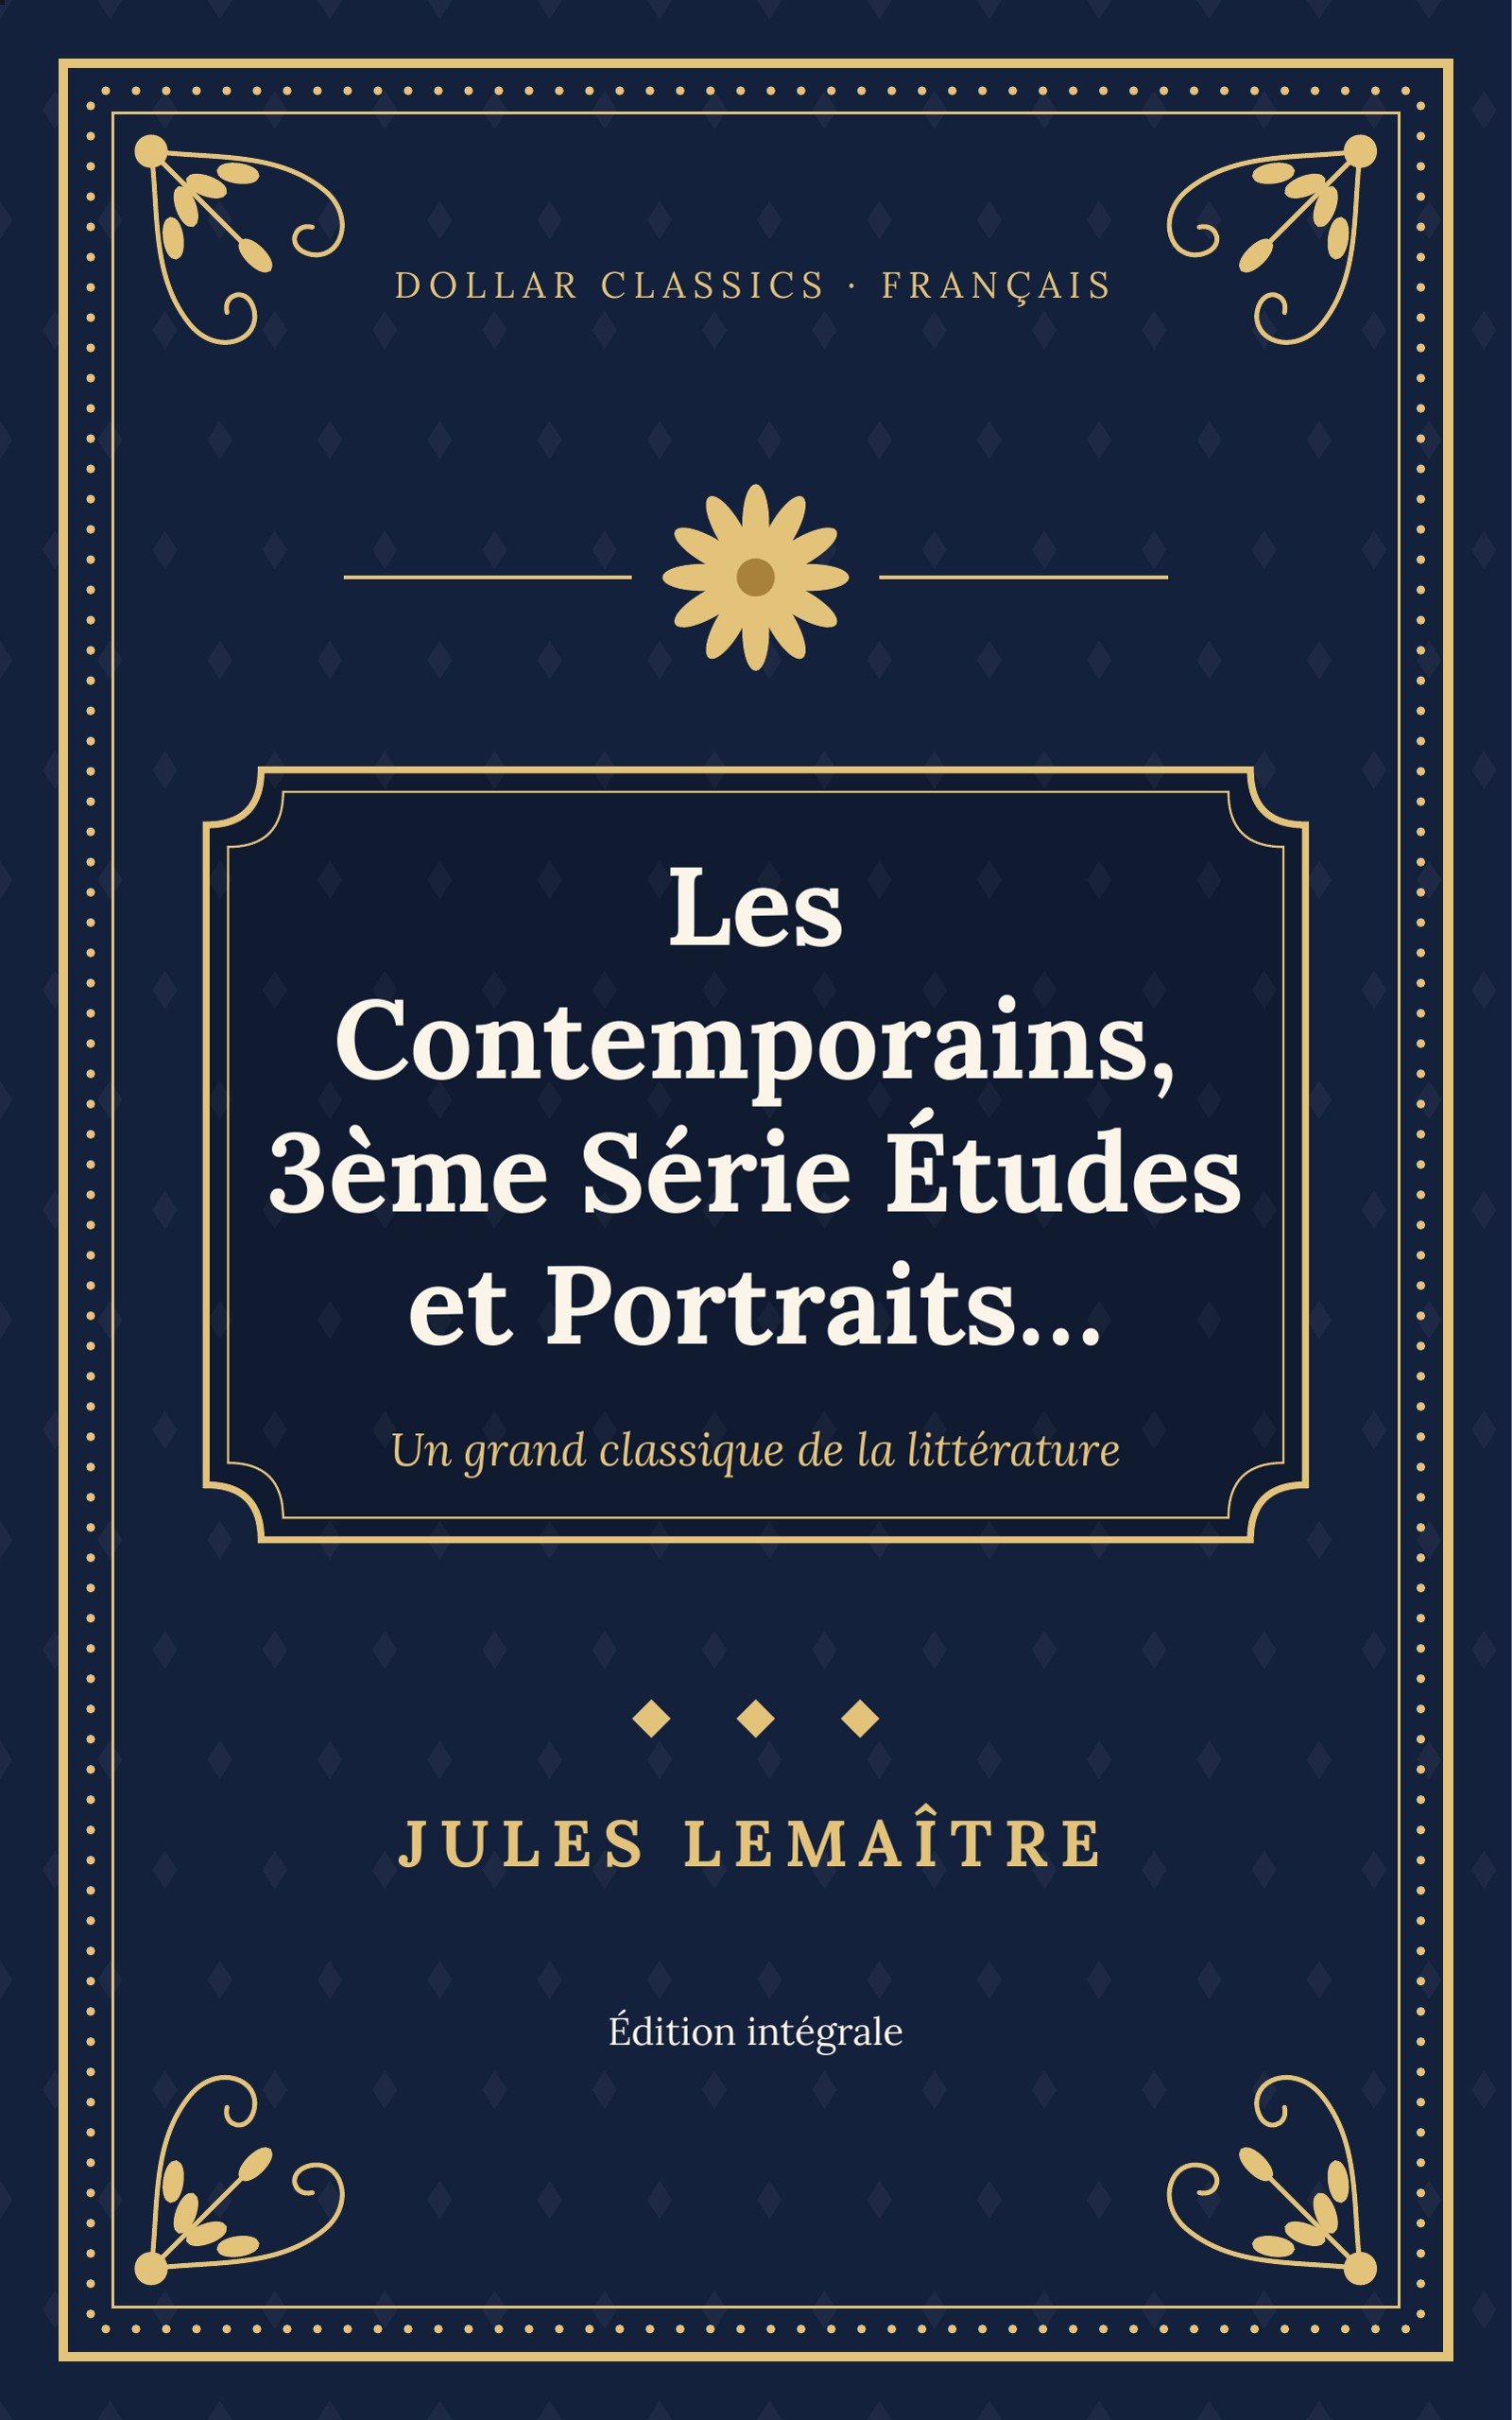 DOLLAR CLASSICS · FRANÇAIS
Les
Contemporains,
3ème Série Études
et Portraits...
Un grand classique de la littérature
JULES LEMAÎTRE
Édition intégrale